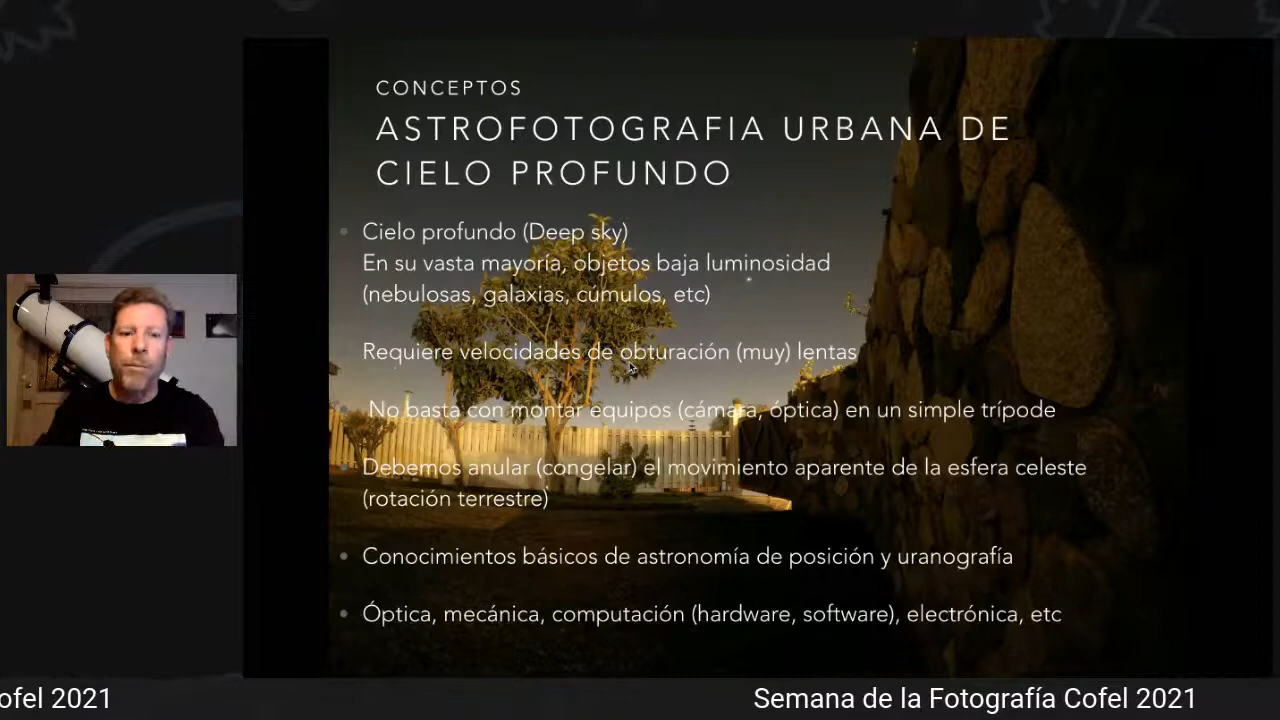 CONCEPTOS
ASTROFOTOGRAFIA URBANA DE
CIELO PROFUNDO
Cielo profundo (Deep sky)
En su vasta mayoría, objetos baja luminosidad
(nebulosas, galaxias, cúmulos, etc)
Requiere velocidades de obturación (muy) lentas
No basta con montar equipos (cámara, óptica) en un simple trípode
Debemos anular (congelar) el movimiento aparente de la esfera celeste
(rotación terrestre)
Conocimientos básicos de astronomía de posición y uranografía
Óptica, mecánica, computación (hardware, software), electrónica, etc
ofel 2021
Semana de la Fotografía Cofel 2021